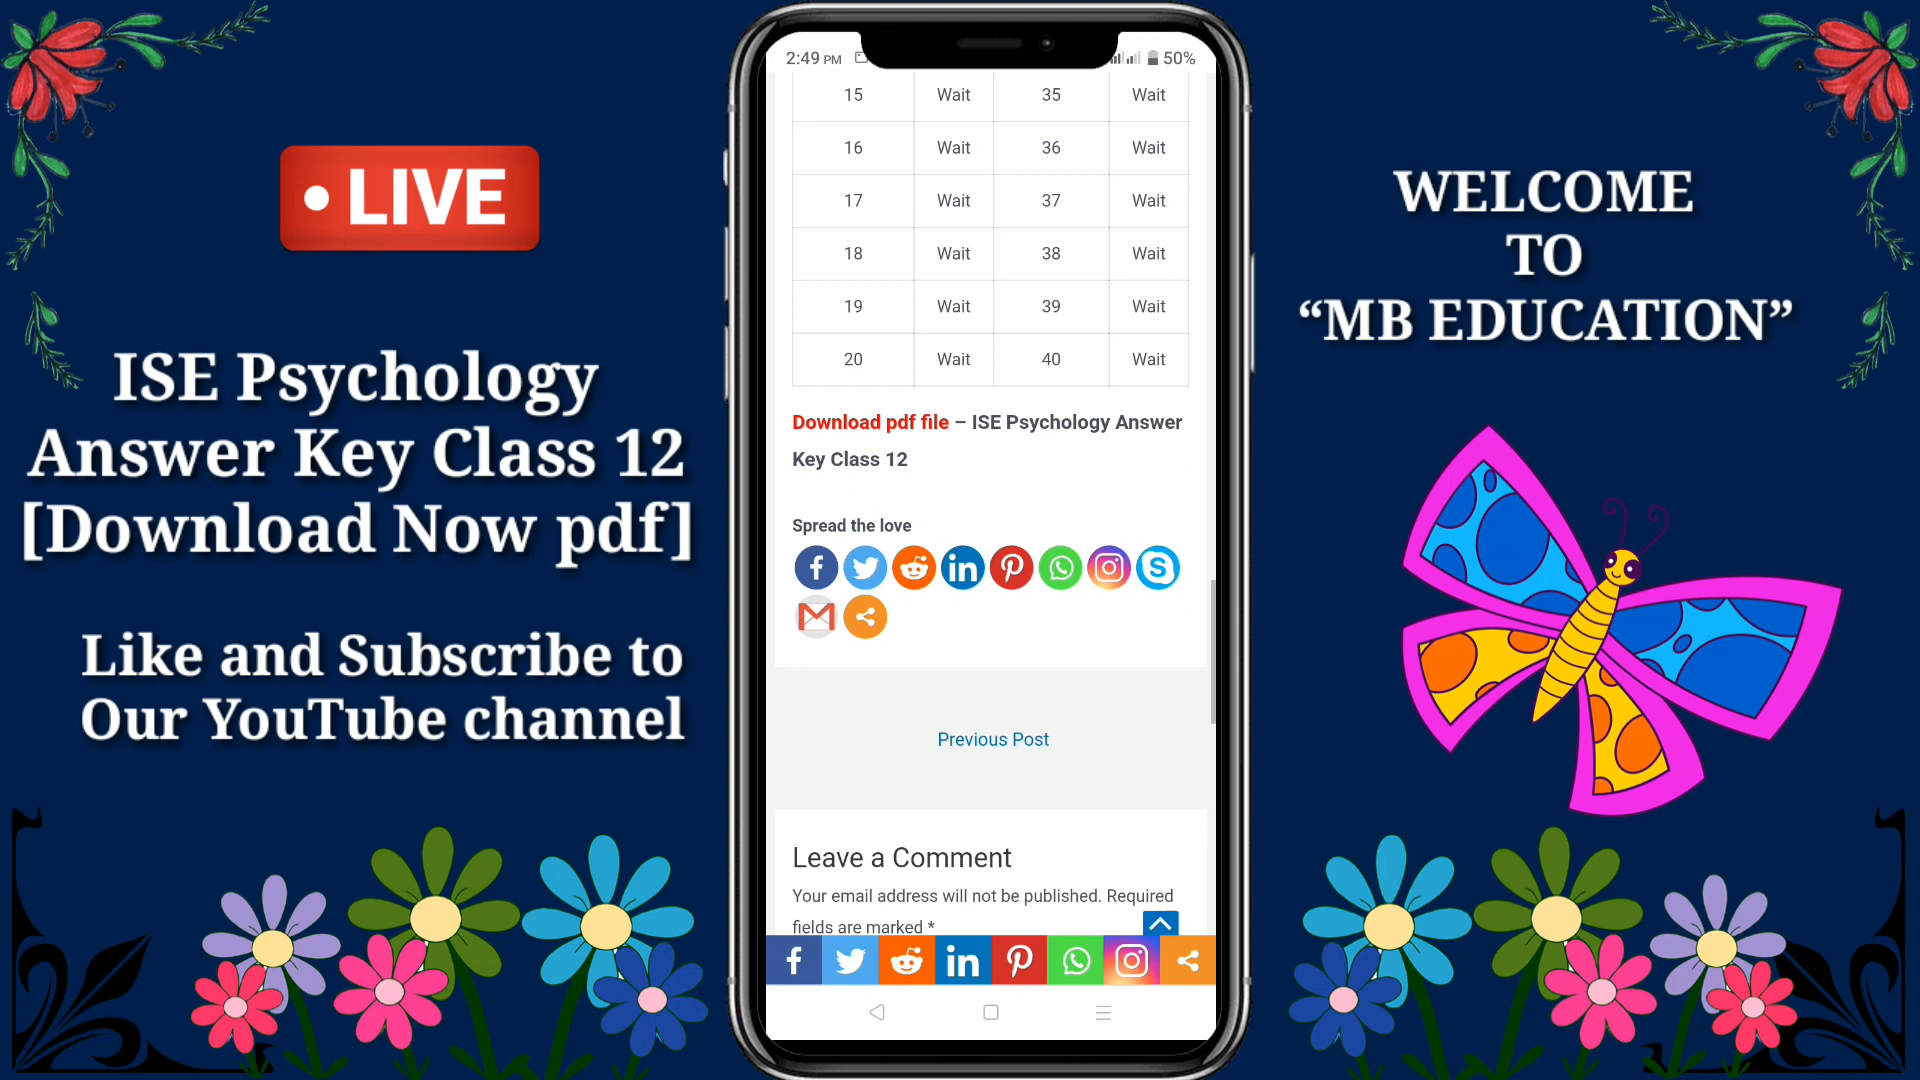 LIVE
ISE Psychology
Answer Key Class 12
[Download Now pdf]
Like and Subscribe to
Our YouTube channel
2:49 PM
50%
15 Wait 35 Wait
16 Wait 36 Wait
17 Wait 37 Wait
18 Wait 38 Wait
19 Wait 39 Wait
20 Wait 40 Wait
Download pdf file – ISE Psychology Answer
Key Class 12
Spread the love
Previous Post
Leave a Comment
Your email address will not be published. Required
fields are marked *
WELCOME
TO
“MB EDUCATION”